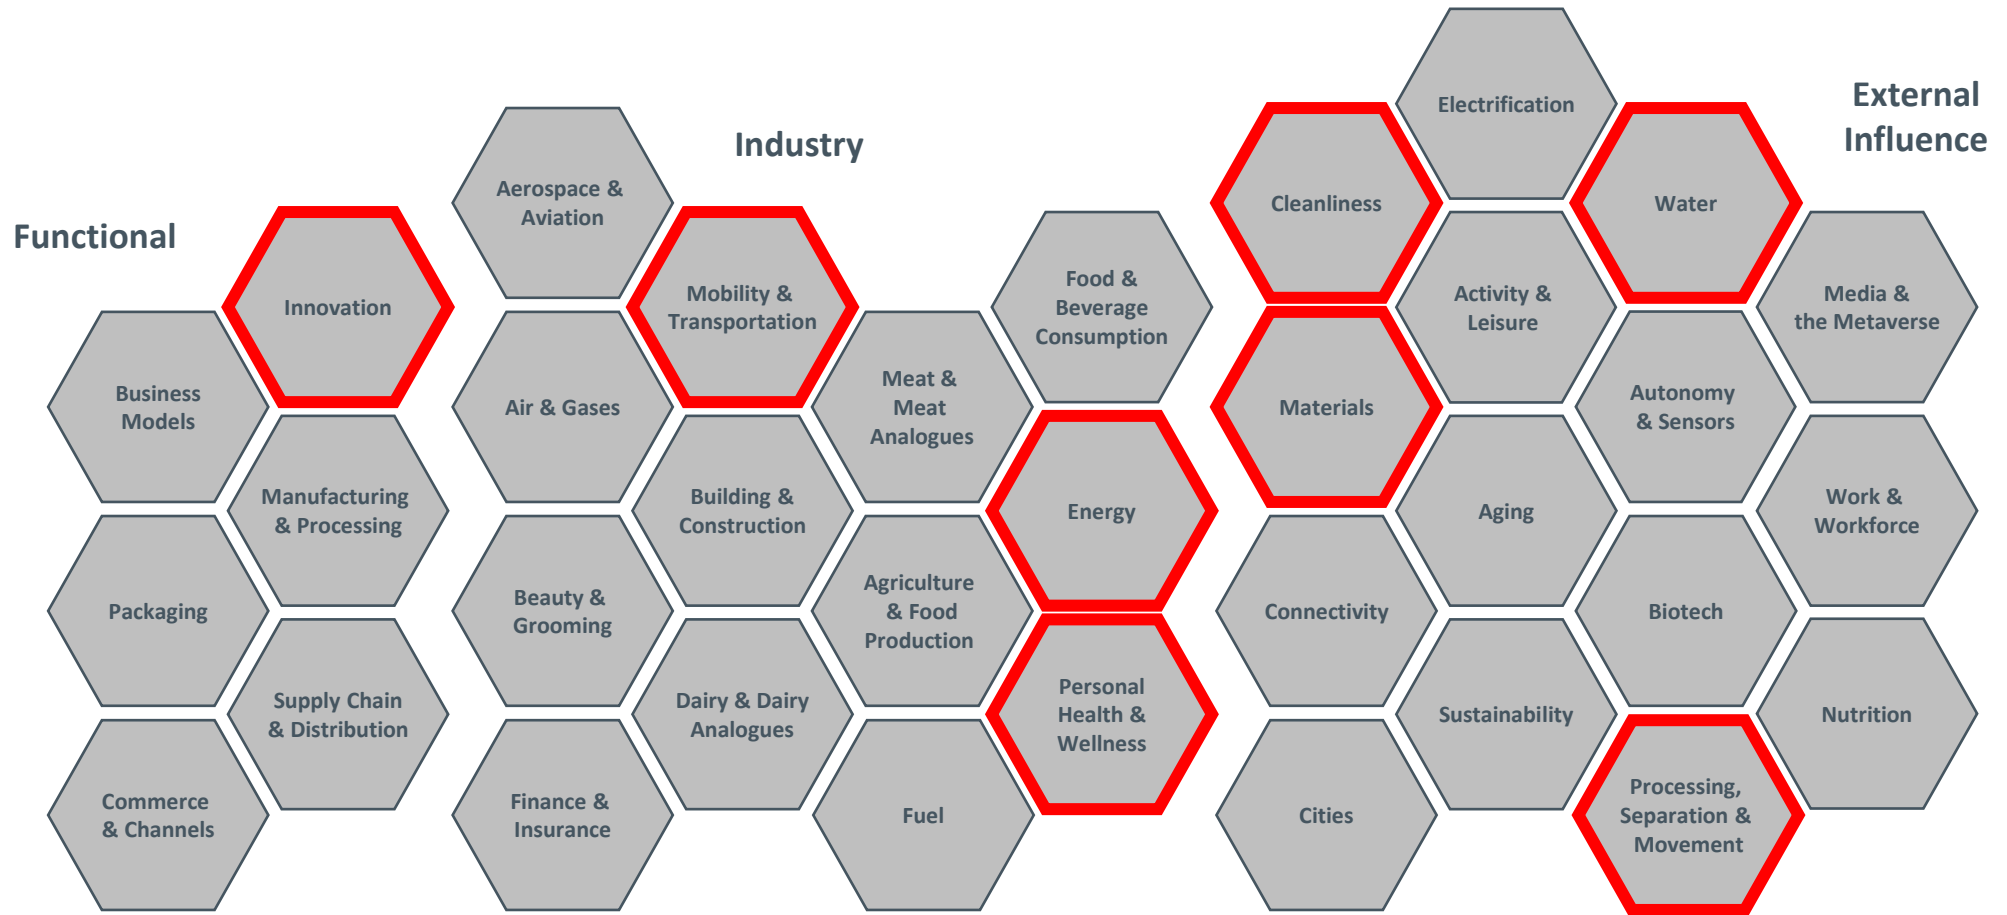 Functional
Innovation
Business
Models
Manufacturing
& Processing
Packaging
Supply Chain
& Distribution
Commerce
& Channels
Industry
Aerospace &
Aviation
Mobility &
Transportation
Food &
Beverage
Consumption
Air & Gases
Meat &
Meat
Analogues
Building &
Construction
Energy
Beauty &
Grooming
Agriculture
& Food
Production
Dairy & Dairy
Analogues
Personal
Health &
Wellness
Finance &
Insurance
Fuel
External
Influence
Electrification
Cleanliness
Water
Activity &
Leisure
Media &
the Metaverse
Materials
Autonomy
& Sensors
Aging
Work &
Workforce
Connectivity
Biotech
Sustainability
Nutrition
Cities
Processing,
Separation &
Movement